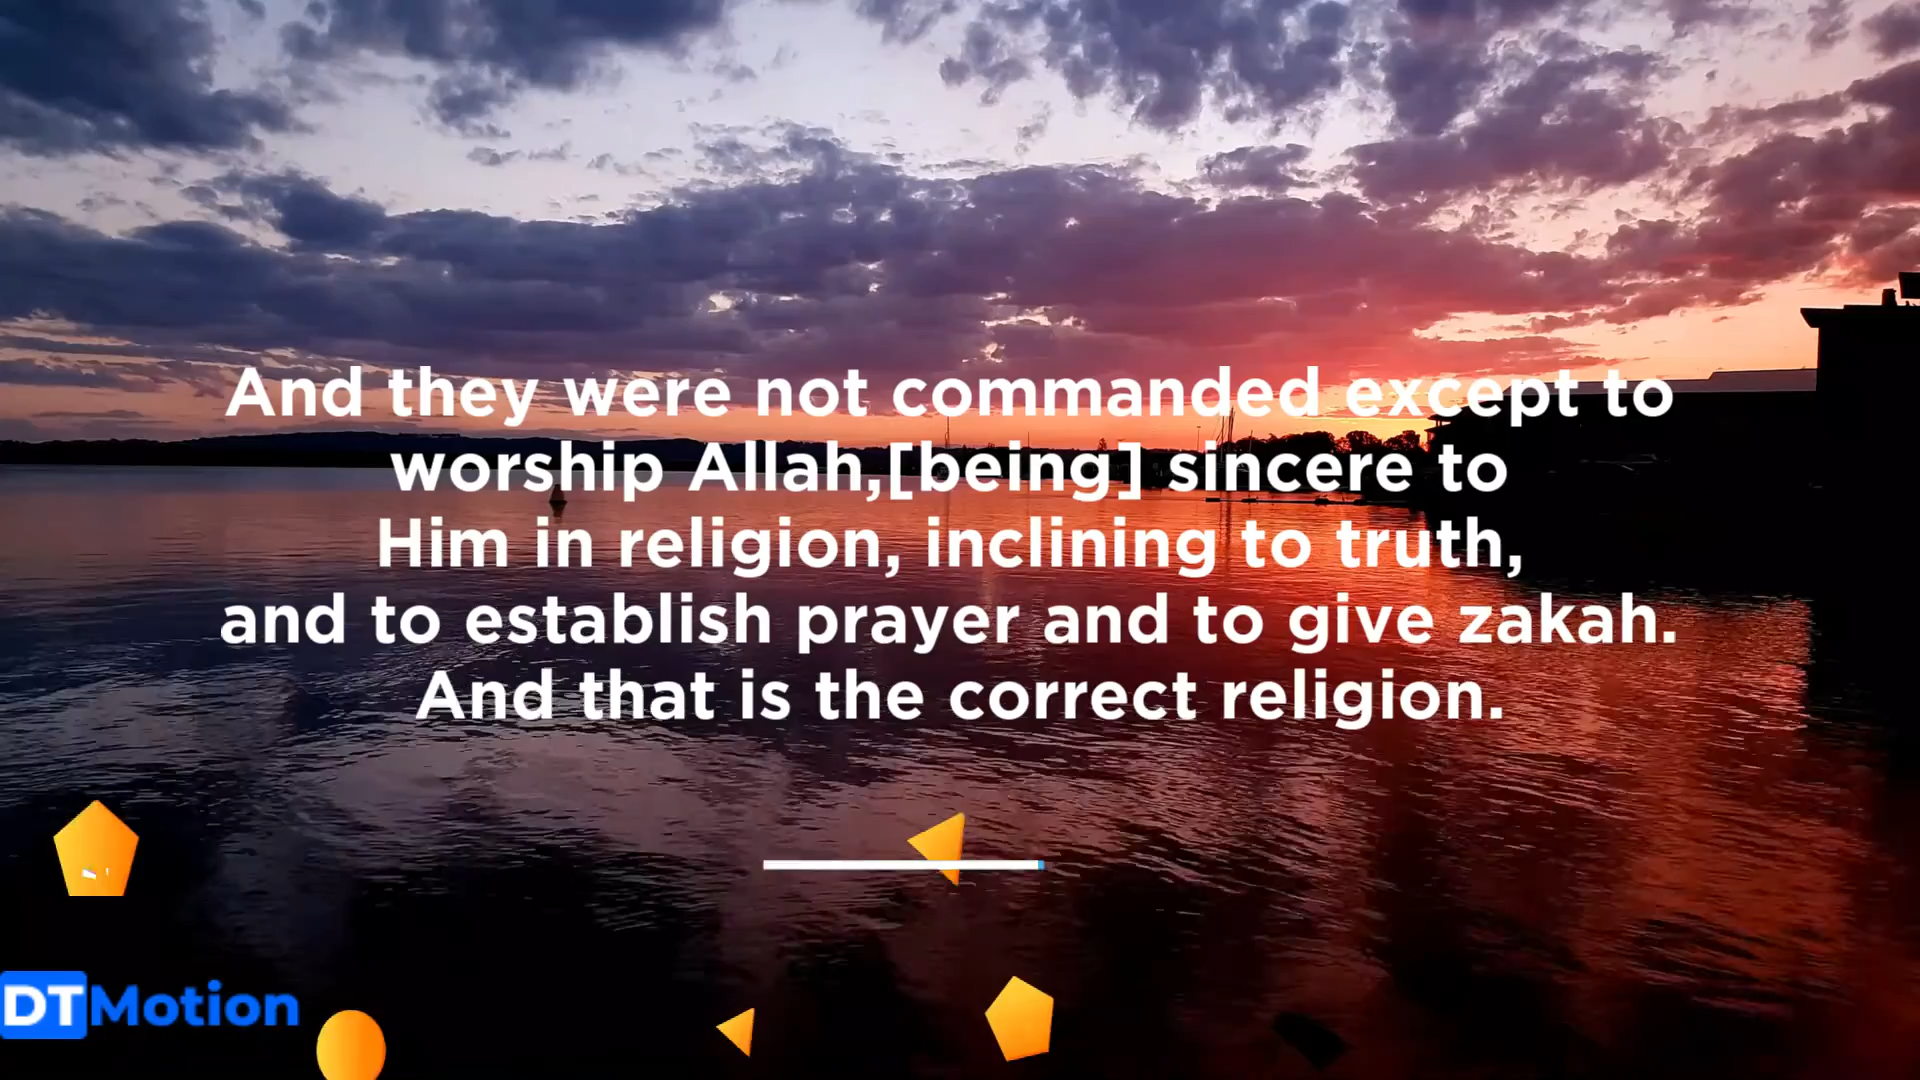 And they were not commanded except to
worship Allah,[being] sincere to
Him in religion, inclining to truth,
and to establish prayer and to give zakah.
And that is the correct religion.
DTMotion